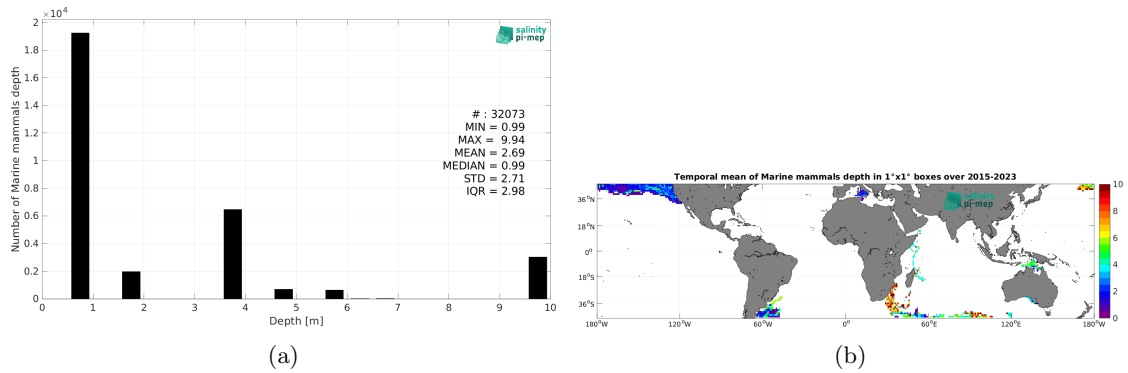 ×10⁴
2
1.8
1.6
1.4
1.2
1
0.8
0.6
0.4
0.2
0
Number of Marine mammals depth
salinity
pi-mep
# : 32073
MIN = 0.99
MAX = 9.94
MEAN = 2.69
MEDIAN = 0.99
STD = 2.71
IQR = 2.98
0 1 2 3 4 5 6 7 8 9 10
Depth [m]
(a)
Temporal mean of Marine mammals depth in 1°x1° boxes over 2015-2023
salinity
pi-mep
36°N
18°N
0°
18°S
36°S
180°W 120°W 60°W 0° 60°E 120°E 180°W
10
8
6
4
2
0
(b)